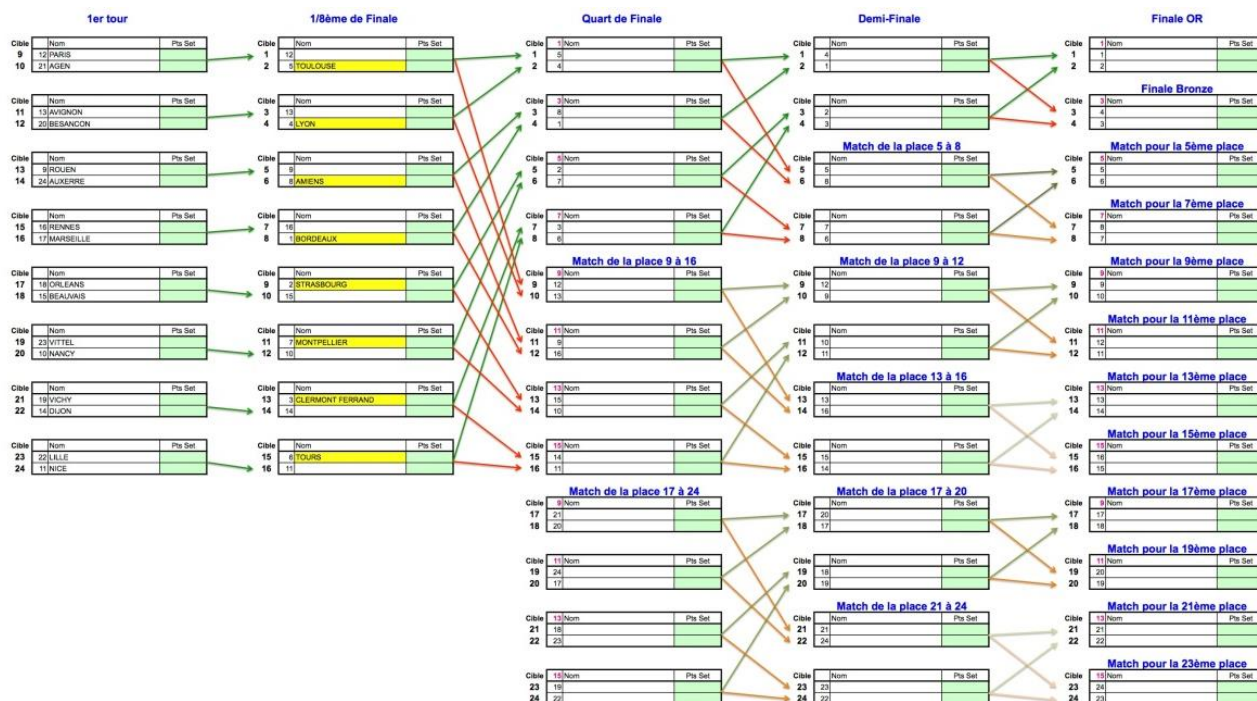 1er tour
Cible Nom Pts Set
9 12 PARIS
10 21 AGEN
Cible Nom Pts Set
11 13 AVIGNON
12 20 BESANCON
Cible Nom Pts Set
13 9 ROUEN
14 24 AUXERRE
Cible Nom Pts Set
15 16 RENNES
16 17 MARSEILLE
Cible Nom Pts Set
17 18 ORLEANS
18 15 BEAUVAIS
Cible Nom Pts Set
19 23 VITTEL
20 10 NANCY
Cible Nom Pts Set
21 19 VICHY
22 14 DIJON
Cible Nom Pts Set
23 22 LILLE
24 11 NICE
1/8ème de Finale
Cible Nom Pts Set
1 12
2 5 TOULOUSE
Cible Nom Pts Set
3 13
4 4 LYON
Cible Nom Pts Set
5 9
6 8 AMIENS
Cible Nom Pts Set
7 16
8 1 BORDEAUX
Cible Nom Pts Set
9 2 STRASBOURG
10 15
Cible Nom Pts Set
11 7 MONTPELLIER
12 10
Cible Nom Pts Set
13 3 CLERMONT FERRAND
14 14
Cible Nom Pts Set
15 6 TOURS
16 11
Quart de Finale
Cible 1 Nom Pts Set
1 5
2 4
Cible 3 Nom Pts Set
3 8
4 1
Cible 5 Nom Pts Set
5 2
6 7
Cible 7 Nom Pts Set
7 3
8 6
Match de la place 9 à 16
Cible 9 Nom Pts Set
9 12
10 13
Cible 11 Nom Pts Set
11 9
12 16
Cible 13 Nom Pts Set
13 15
14 10
Cible 15 Nom Pts Set
15 14
16 11
Match de la place 17 à 24
Cible 9 Nom Pts Set
17 21
18 20
Cible 11 Nom Pts Set
19 24
20 17
Cible 13 Nom Pts Set
21 18
22 23
Cible 15 Nom Pts Set
23 19
24 22
Demi-Finale
Cible Nom Pts Set
1 4
2 1
Cible Nom Pts Set
3 2
4 3
Match de la place 5 à 8
Cible Nom Pts Set
5 5
6 8
Cible Nom Pts Set
7 7
8 6
Match de la place 9 à 12
Cible Nom Pts Set
9 12
10 9
Cible Nom Pts Set
11 10
12 11
Match de la place 13 à 16
Cible Nom Pts Set
13 13
14 16
Cible Nom Pts Set
15 15
16 14
Match de la place 17 à 20
Cible Nom Pts Set
17 20
18 17
Cible Nom Pts Set
19 18
20 19
Match de la place 21 à 24
Cible Nom Pts Set
21 21
22 24
Cible Nom Pts Set
23 23
24 22
Finale OR
Cible 1 Nom Pts Set
1 1
2 2
Finale Bronze
Cible 3 Nom Pts Set
3 4
4 3
Match pour la 5ème place
Cible 5 Nom Pts Set
5 5
6 6
Match pour la 7ème place
Cible 7 Nom Pts Set
7 8
8 7
Match pour la 9ème place
Cible 9 Nom Pts Set
9 9
10 10
Match pour la 11ème place
Cible 11 Nom Pts Set
11 12
12 11
Match pour la 13ème place
Cible 13 Nom Pts Set
13 13
14 14
Match pour la 15ème place
Cible 15 Nom Pts Set
15 16
16 15
Match pour la 17ème place
Cible 9 Nom Pts Set
17 17
18 18
Match pour la 19ème place
Cible 11 Nom Pts Set
19 20
20 19
Match pour la 21ème place
Cible 13 Nom Pts Set
21 21
22 22
Match pour la 23ème place
Cible 15 Nom Pts Set
23 24
24 23